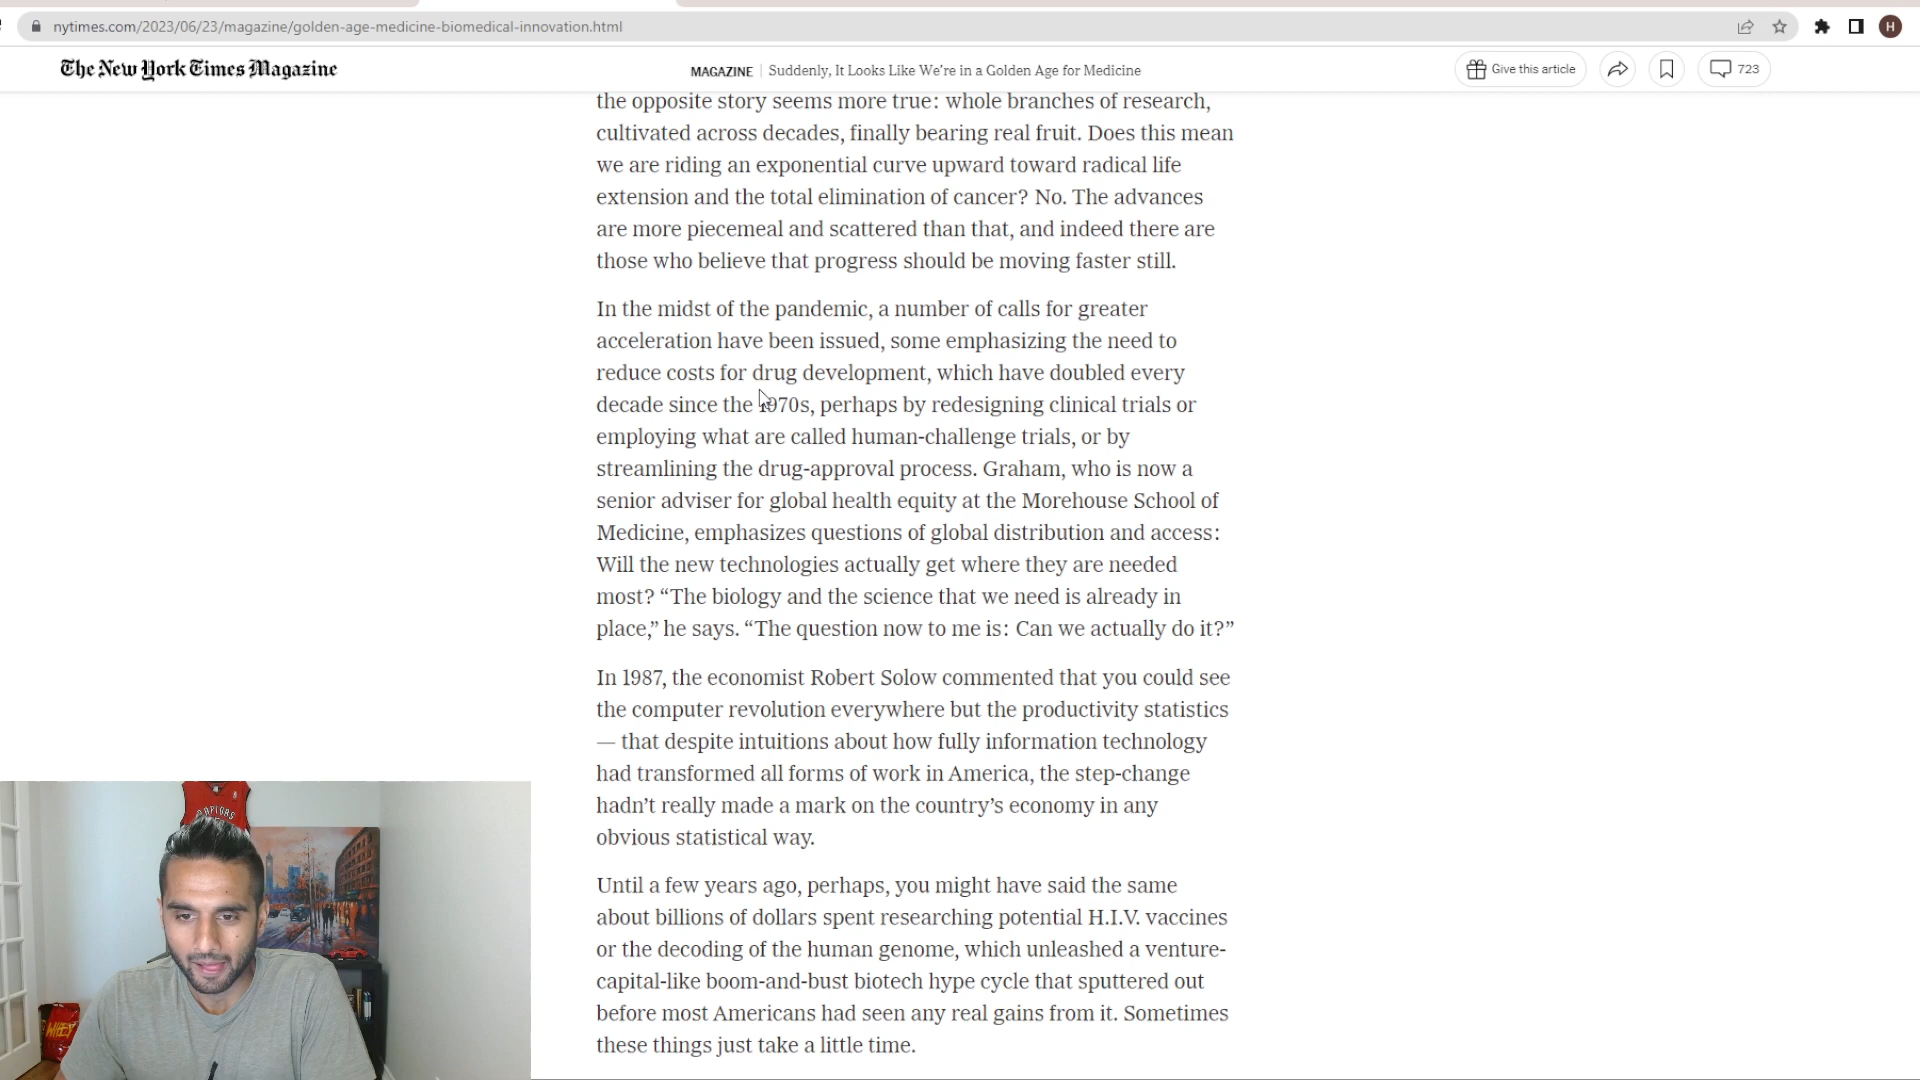 nytimes.com/2023/06/23/magazine/golden-age-medicine-biomedical-innovation.html
H
The New York Times Magazine
MAGAZINE | Suddenly, It Looks Like We're in a Golden Age for Medicine
Give this article
723
the opposite story seems more true: whole branches of research,
cultivated across decades, finally bearing real fruit. Does this mean
we are riding an exponential curve upward toward radical life
extension and the total elimination of cancer? No. The advances
are more piecemeal and scattered than that, and indeed there are
those who believe that progress should be moving faster still.
In the midst of the pandemic, a number of calls for greater
acceleration have been issued, some emphasizing the need to
reduce costs for drug development, which have doubled every
decade since the 1970s, perhaps by redesigning clinical trials or
employing what are called human-challenge trials, or by
streamlining the drug-approval process. Graham, who is now a
senior adviser for global health equity at the Morehouse School of
Medicine, emphasizes questions of global distribution and access:
Will the new technologies actually get where they are needed
most? “The biology and the science that we need is already in
place,” he says. “The question now to me is: Can we actually do it?”
In 1987, the economist Robert Solow commented that you could see
the computer revolution everywhere but the productivity statistics
— that despite intuitions about how fully information technology
had transformed all forms of work in America, the step-change
hadn't really made a mark on the country's economy in any
obvious statistical way.
Until a few years ago, perhaps, you might have said the same
about billions of dollars spent researching potential H.I.V. vaccines
or the decoding of the human genome, which unleashed a venture-
capital-like boom-and-bust biotech hype cycle that sputtered out
before most Americans had seen any real gains from it. Sometimes
these things just take a little time.
RAPTORS
WHEY